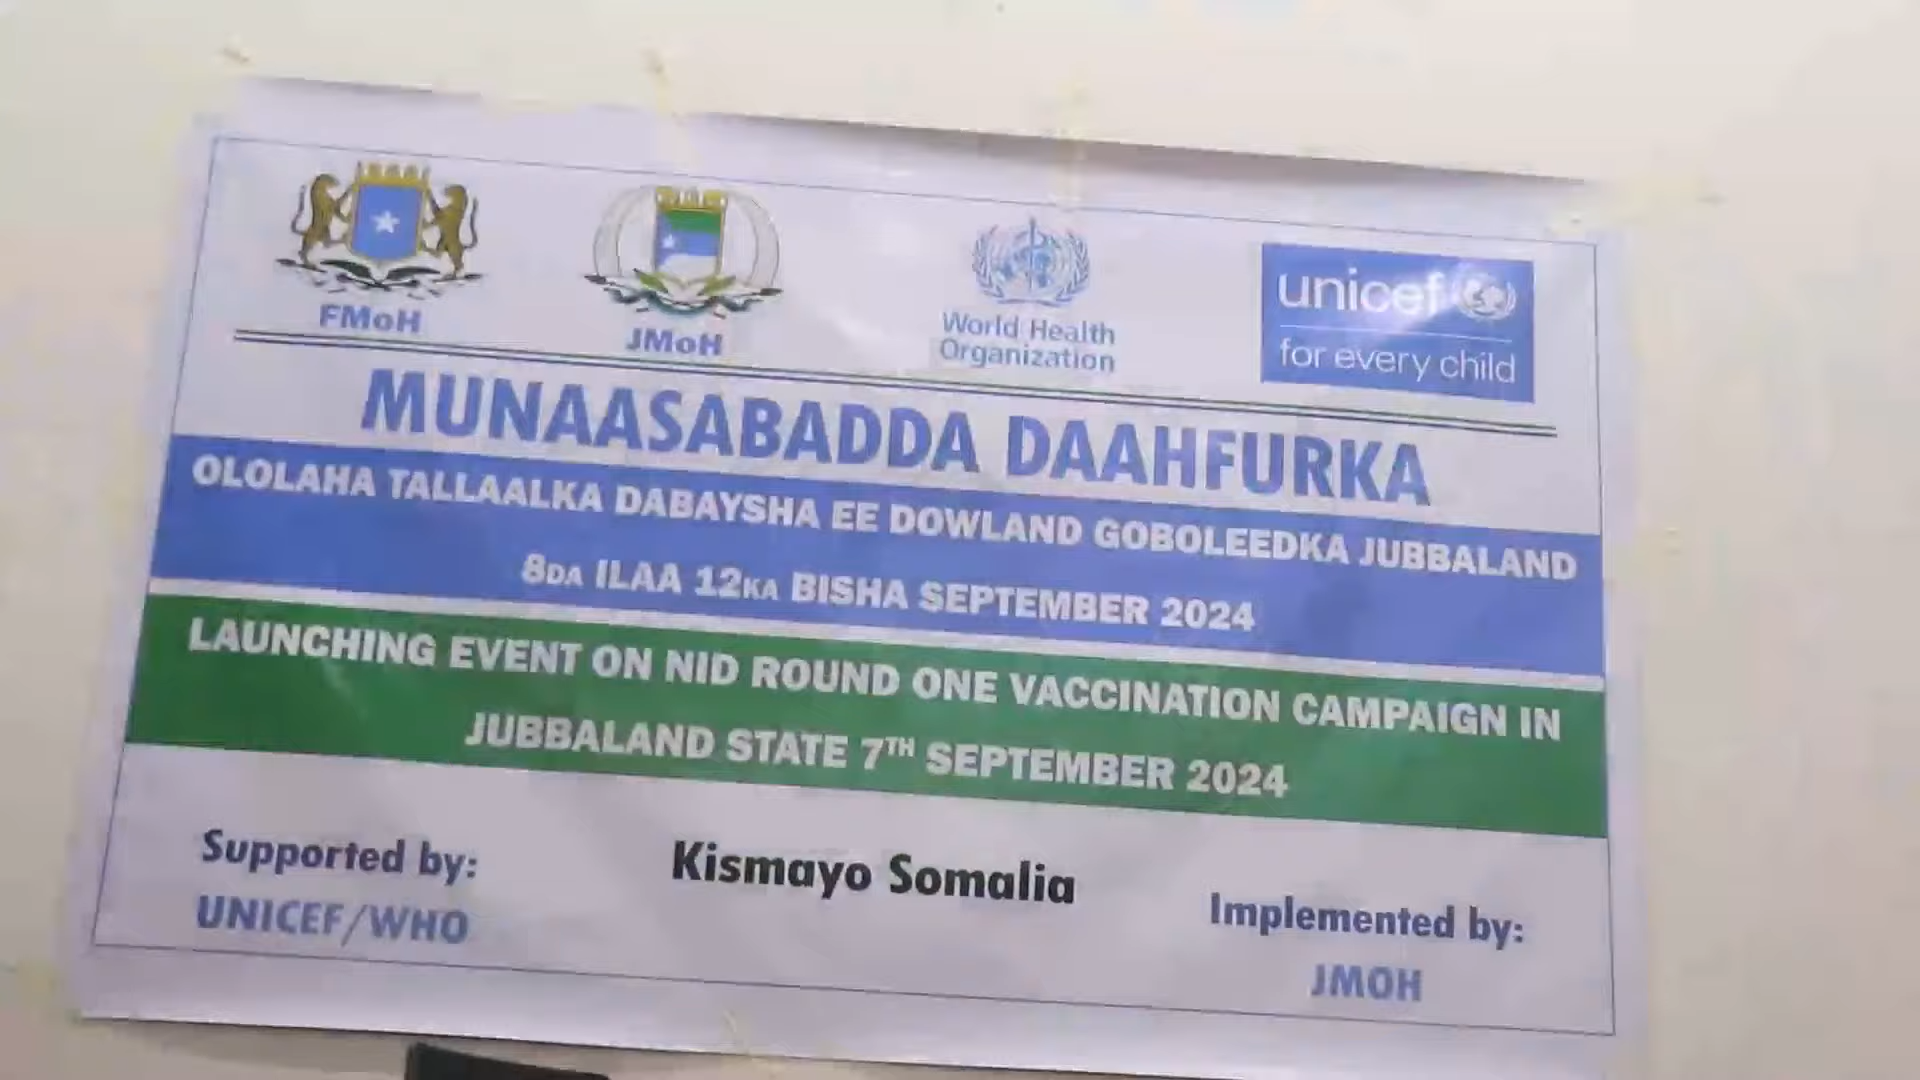 FMoH
JMoH
World Health
Organization
unicef
for every child
MUNAASABADDA DAAHFURKA
OLOLAHA TALLAALKA DABAYSHA EE DOWLAND GOBOLEEDKA JUBBALAND
8DA ILAA 12KA BISHA SEPTEMBER 2024
LAUNCHING EVENT ON NID ROUND ONE VACCINATION CAMPAIGN IN
JUBBALAND STATE 7TH SEPTEMBER 2024
Supported by:
UNICEF/WHO
Kismayo Somalia
Implemented by:
JMOH